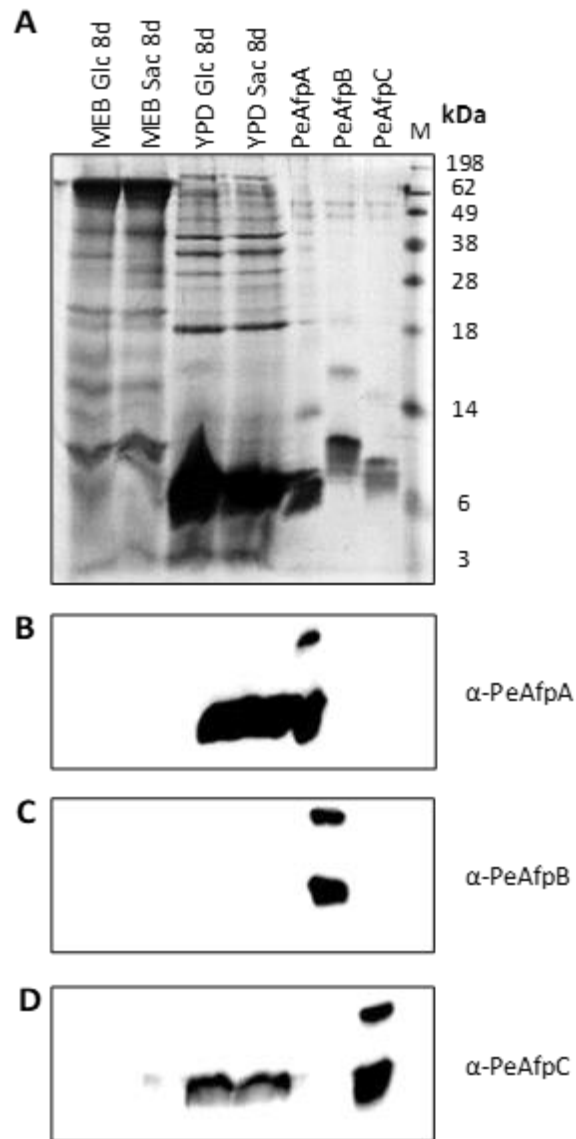 A
MEB Glc 8d
MEB Sac 8d
YPD Glc 8d
YPD Sac 8d
PeAfpA
PeAfpB
PeAfpC
M
kDa
198
62
49
38
28
18
14
6
3
B
α-PeAfpA
C
α-PeAfpB
D
α-PeAfpC